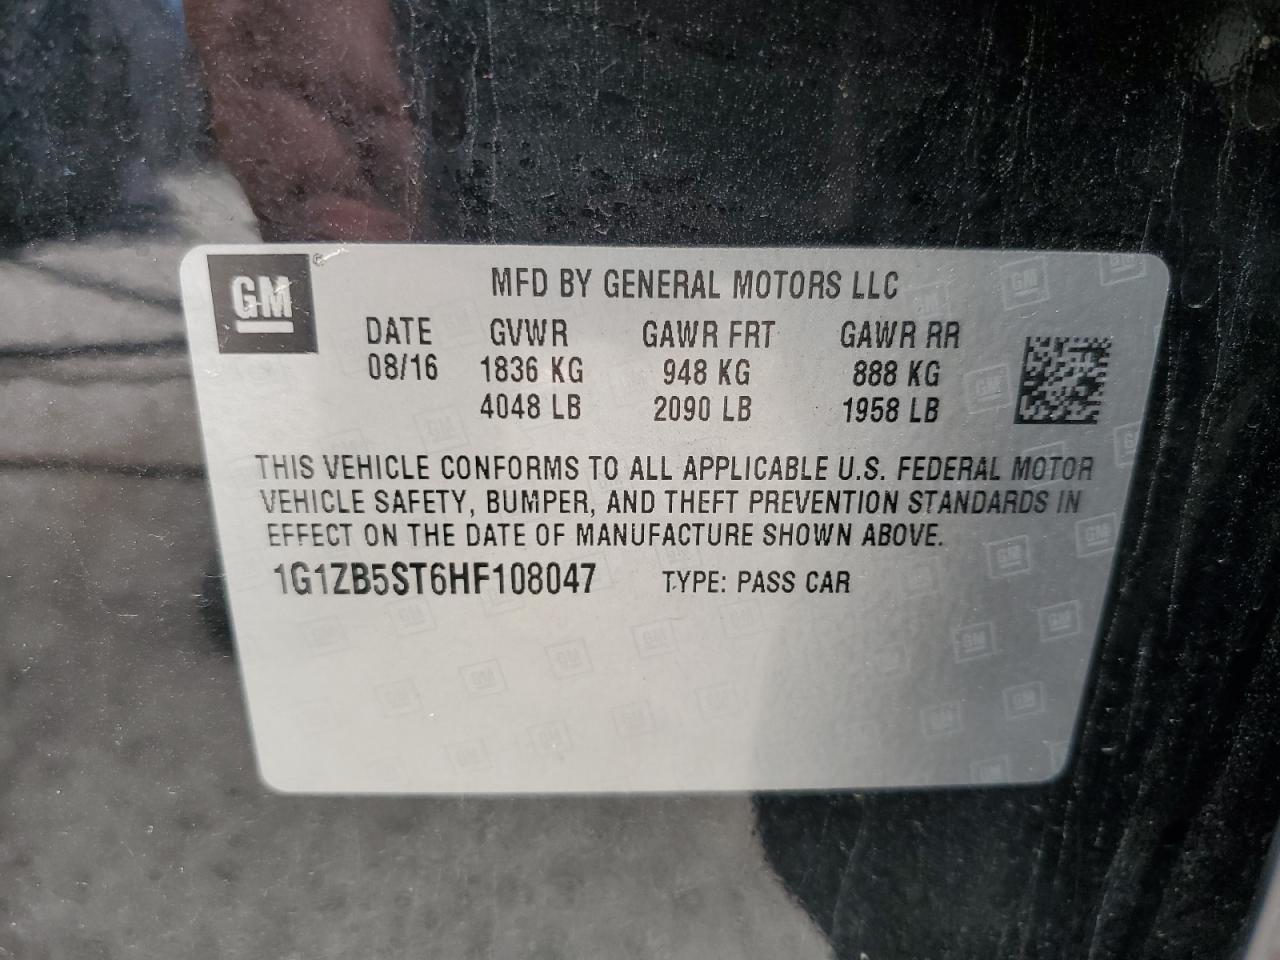 GM®
MFD BY GENERAL MOTORS LLC
DATE GVWR GAWR FRT GAWR RR
08/16 1836 KG 948 KG 888 KG
4048 LB 2090 LB 1958 LB
THIS VEHICLE CONFORMS TO ALL APPLICABLE U.S. FEDERAL MOTOR
VEHICLE SAFETY, BUMPER, AND THEFT PREVENTION STANDARDS IN
EFFECT ON THE DATE OF MANUFACTURE SHOWN ABOVE.
1G1ZB5ST6HF108047 TYPE: PASS CAR